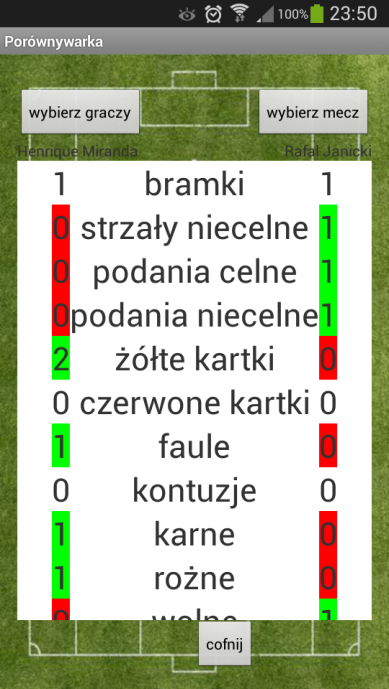 100% 23:50
Porównywarka
wybierz graczy wybierz mecz
Henrique Miranda Rafał Janicki
1 bramki 1
0 strzały niecelne 1
0 podania celne 1
0 podania niecelne 1
2 żółte kartki 0
0 czerwone kartki 0
1 faule 0
0 kontuzje 0
1 karne 0
1 rożne 0
0 wolne 1
cofnij